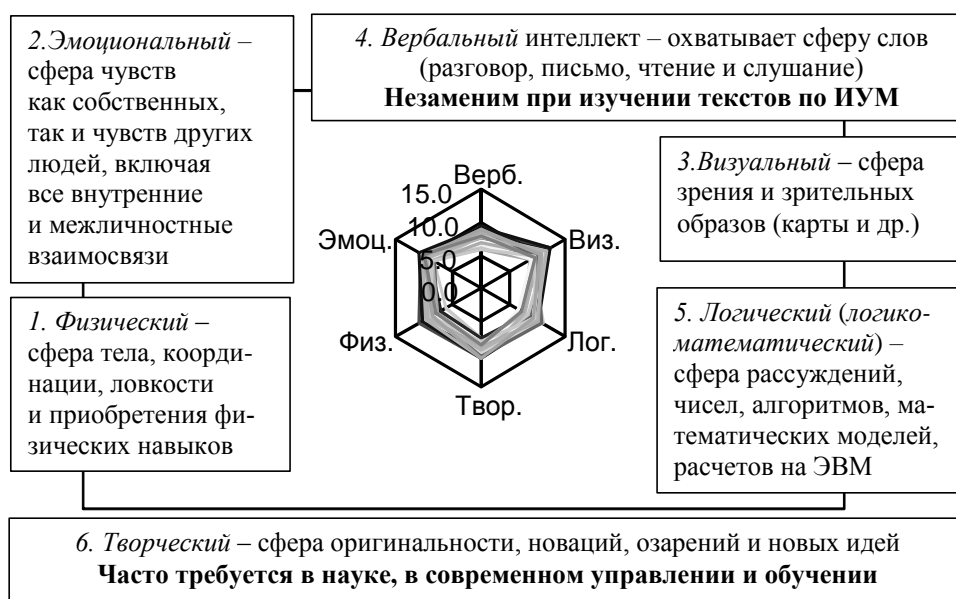 2.Эмоциональный –
сфера чувств
как собственных,
так и чувств других
людей, включая
все внутренние
и межличностные
взаимосвязи
4. Вербальный интеллект – охватывает сферу слов
(разговор, письмо, чтение и слушание)
Незаменим при изучении текстов по ИУМ
3.Визуальный – сфера
зрения и зрительных
образов (карты и др.)
Верб.
15.0
10.0
Эмоц.
Виз.
5.0
0.0
Физ.
Лог.
Твор.
1. Физический –
сфера тела, коорди-
нации, ловкости
и приобретения фи-
зических навыков
5. Логический (логико-
математический) –
сфера рассуждений,
чисел, алгоритмов, ма-
тематических моделей,
расчетов на ЭВМ
6. Творческий – сфера оригинальности, новаций, озарений и новых идей
Часто требуется в науке, в современном управлении и обучении